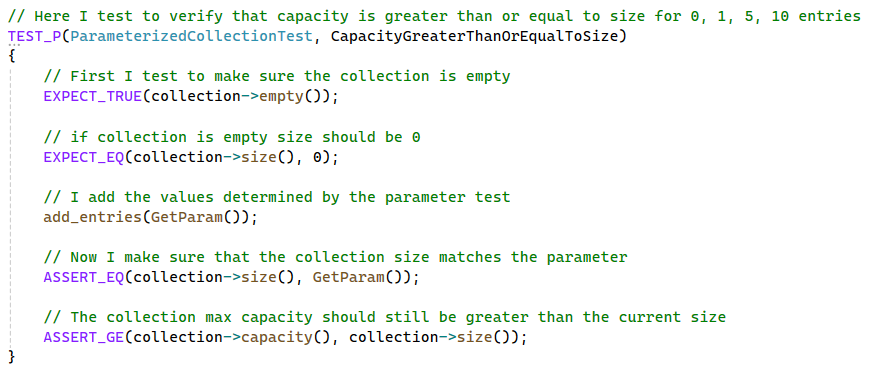 // Here I test to verify that capacity is greater than or equal to size for 0, 1, 5, 10 entries
TEST_P(ParameterizedCollectionTest, CapacityGreaterThanOrEqualToSize)
{
    // First I test to make sure the collection is empty
    EXPECT_TRUE(collection->empty());

    // if collection is empty size should be 0
    EXPECT_EQ(collection->size(), 0);

    // I add the values determined by the parameter test
    add_entries(GetParam());

    // Now I make sure that the collection size matches the parameter
    ASSERT_EQ(collection->size(), GetParam());

    // The collection max capacity should still be greater than the current size
    ASSERT_GE(collection->capacity(), collection->size());
}